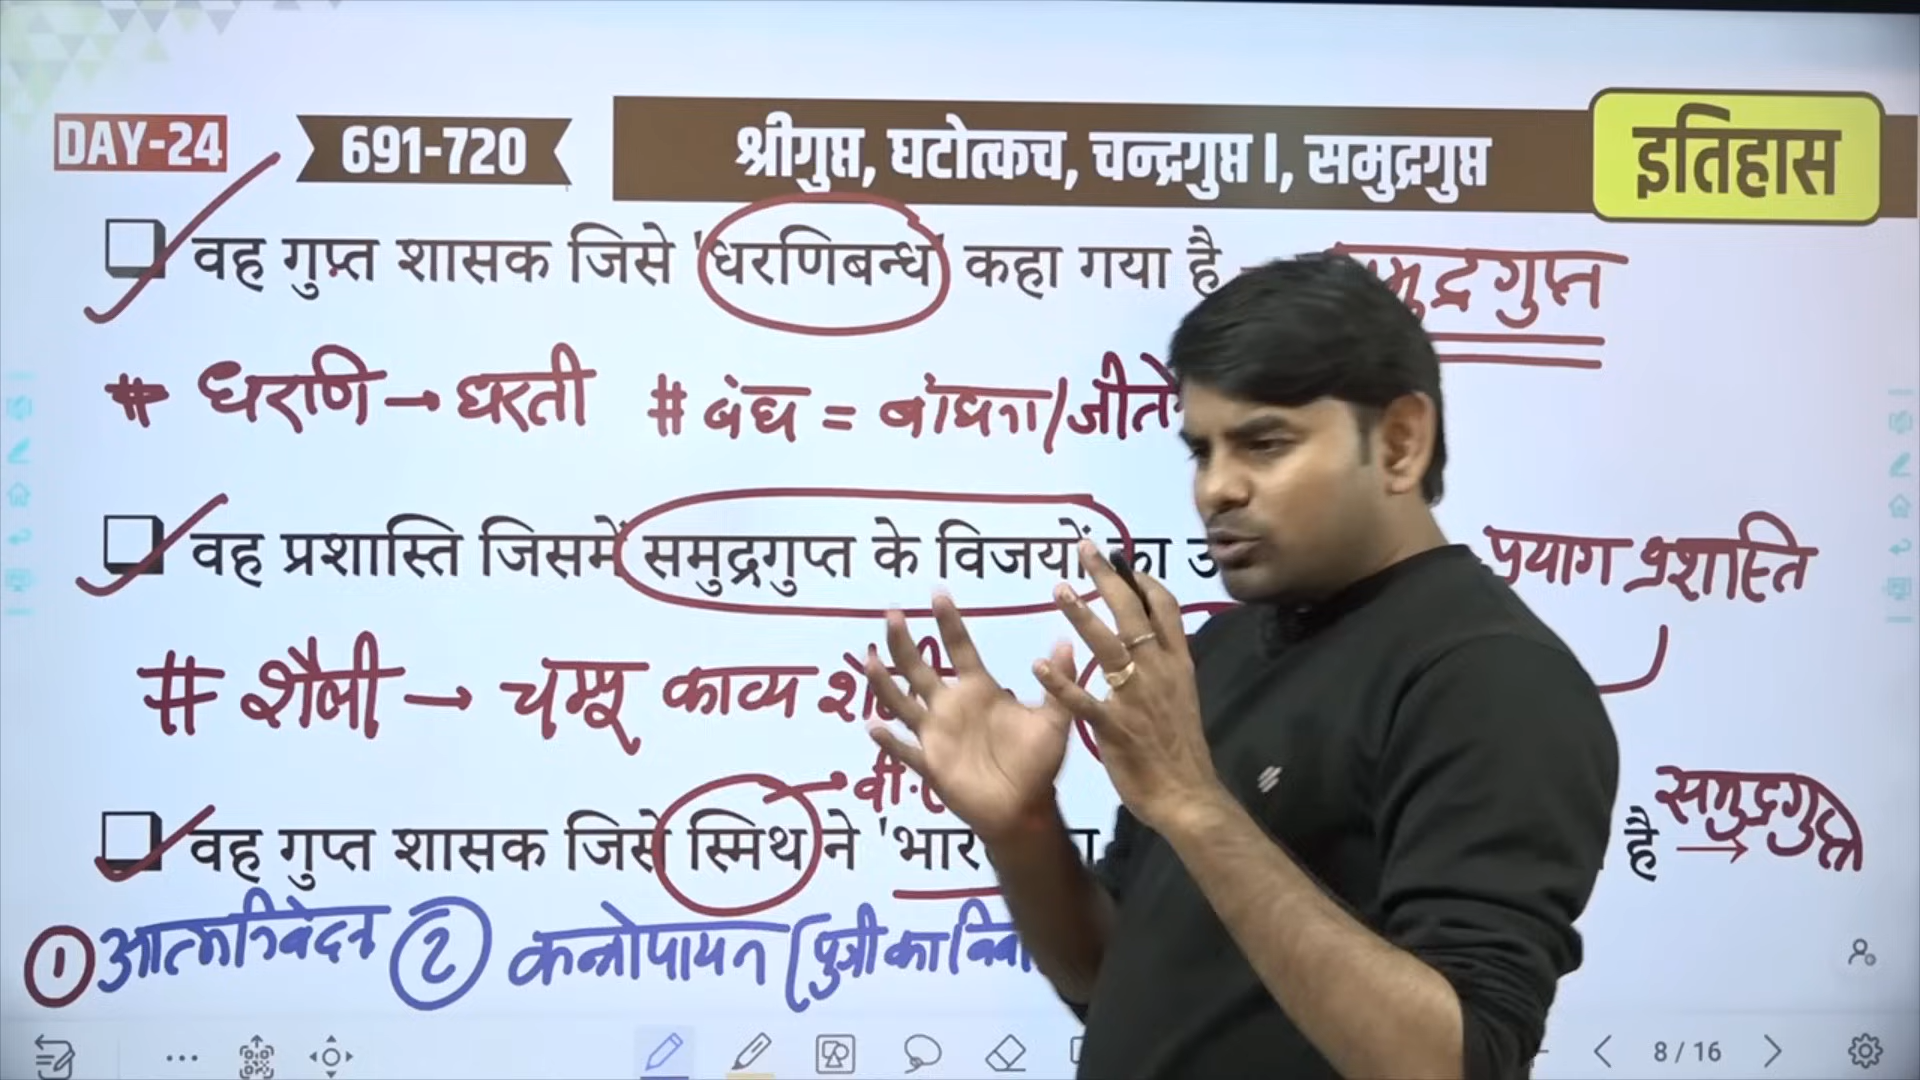 DAY-24 691-720 श्रीगुप्त, घटोत्कच, चन्द्रगुप्त I, समुद्रगुप्त इतिहास
वह गुप्त शासक जिसे 'धरणिबन्ध' कहा गया है मुद्रगुप्त
# धरणि → धरती # बंध = बांधना/जीत
वह प्रशास्ति जिसमें समुद्रगुप्त के विजयों का प्रयाग प्रशस्ति
# शैली → चम्पू काव्य
वी.
वह गुप्त शासक जिसे स्मिथ ने 'भार है → समुद्रगुप्त
① आत्मनिवेदन ② कन्नोपायन (पुत्री का
8 / 16